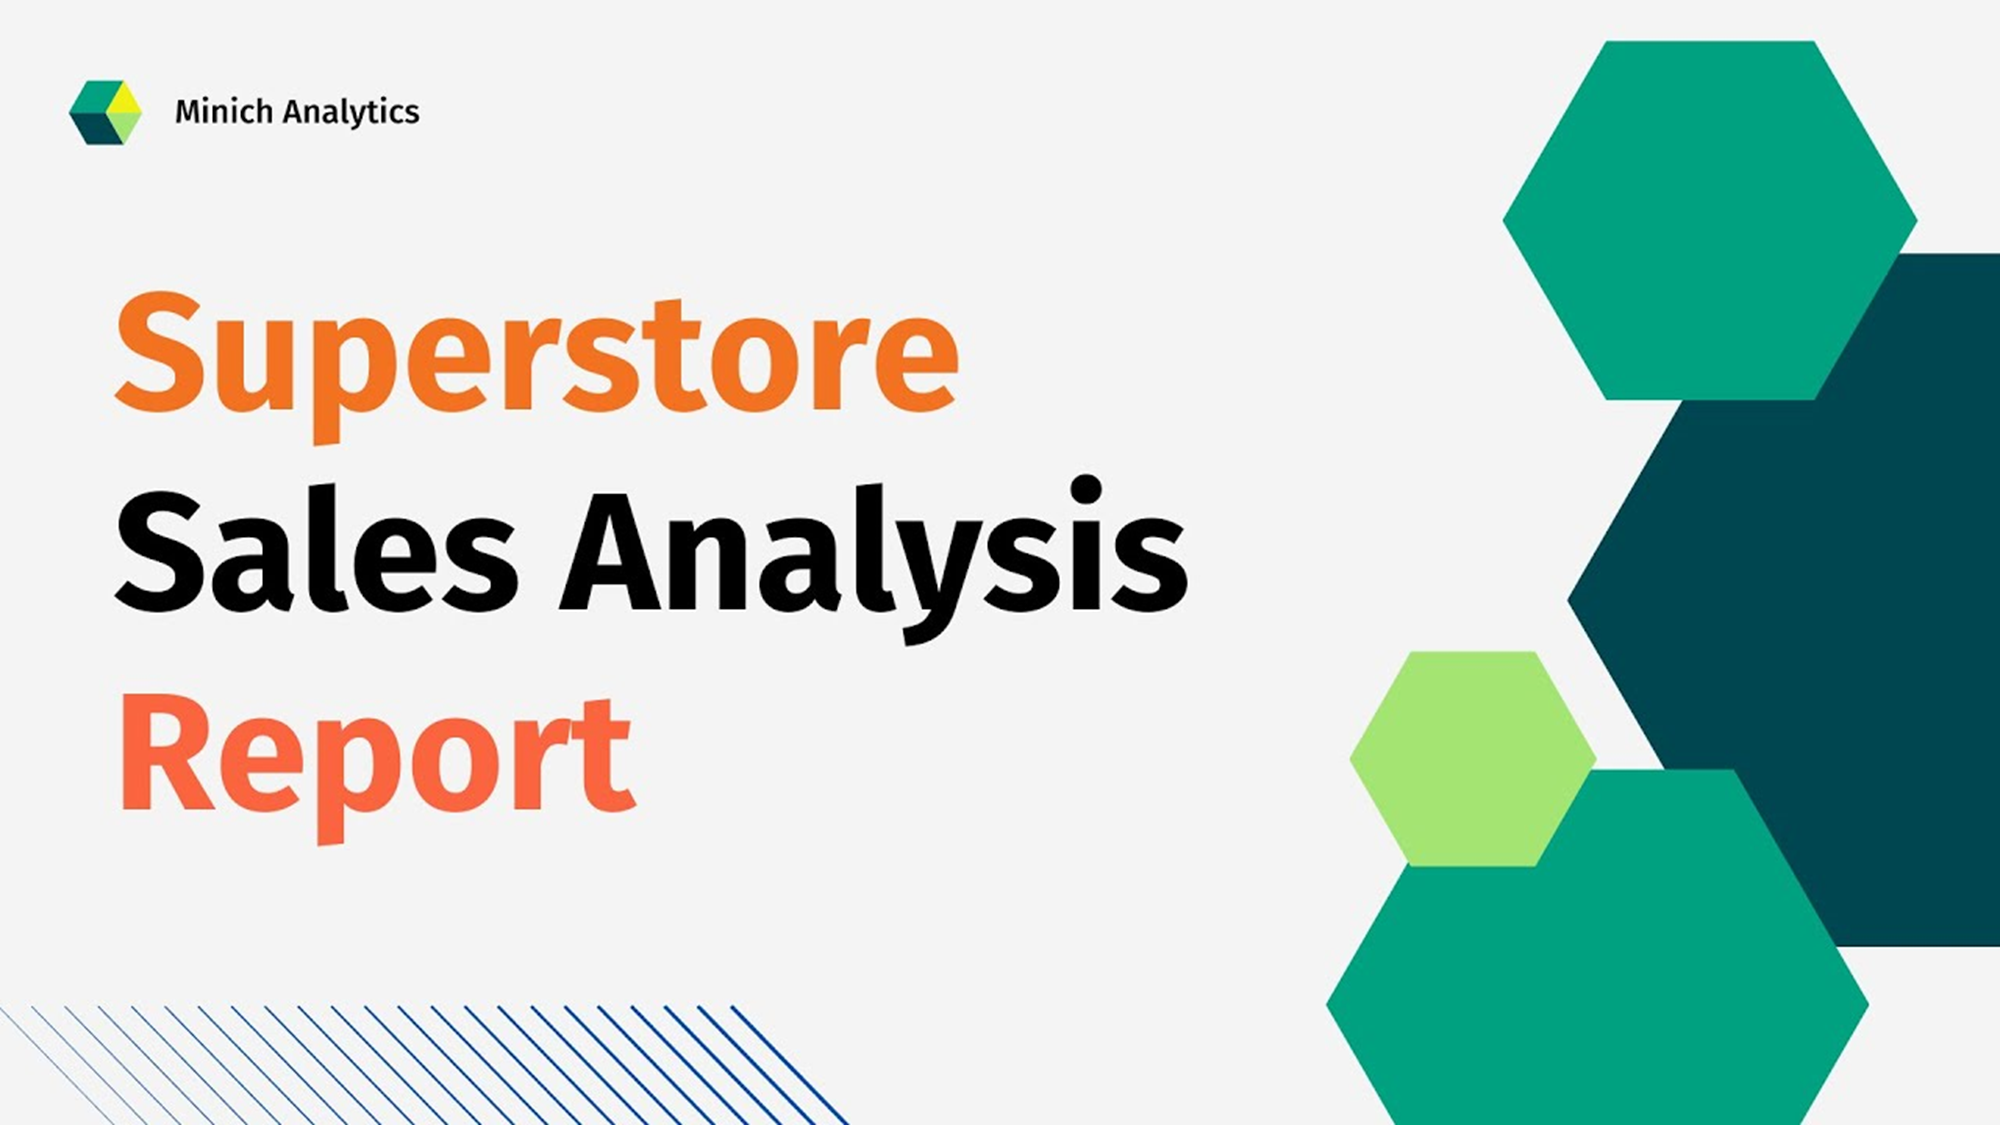 Minich Analytics
Superstore
Sales Analysis
Report